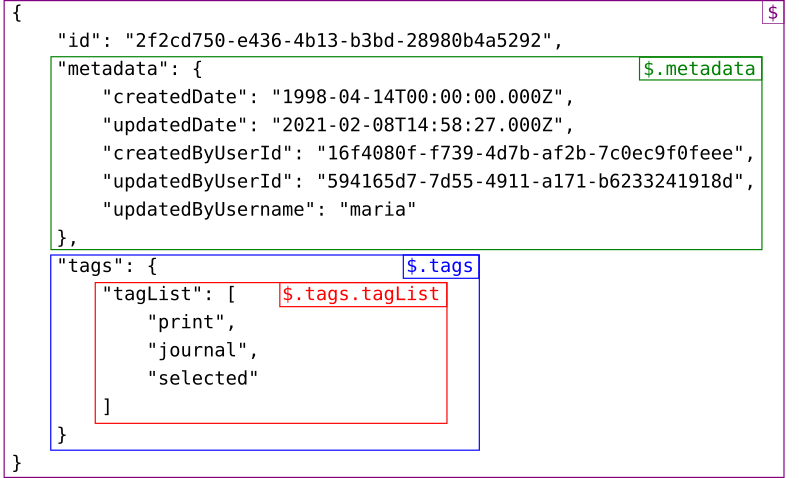 { $
"id": "2f2cd750-e436-4b13-b3bd-28980b4a5292",
"metadata": { $.metadata
"createdDate": "1998-04-14T00:00:00.000Z",
"updatedDate": "2021-02-08T14:58:27.000Z",
"createdByUserId": "16f4080f-f739-4d7b-af2b-7c0ec9f0feee",
"updatedByUserId": "594165d7-7d55-4911-a171-b6233241918d",
"updatedByUsername": "maria"
},
"tags": { $.tags
"tagList": [ $.tags.tagList
"print",
"journal",
"selected"
]
}
}